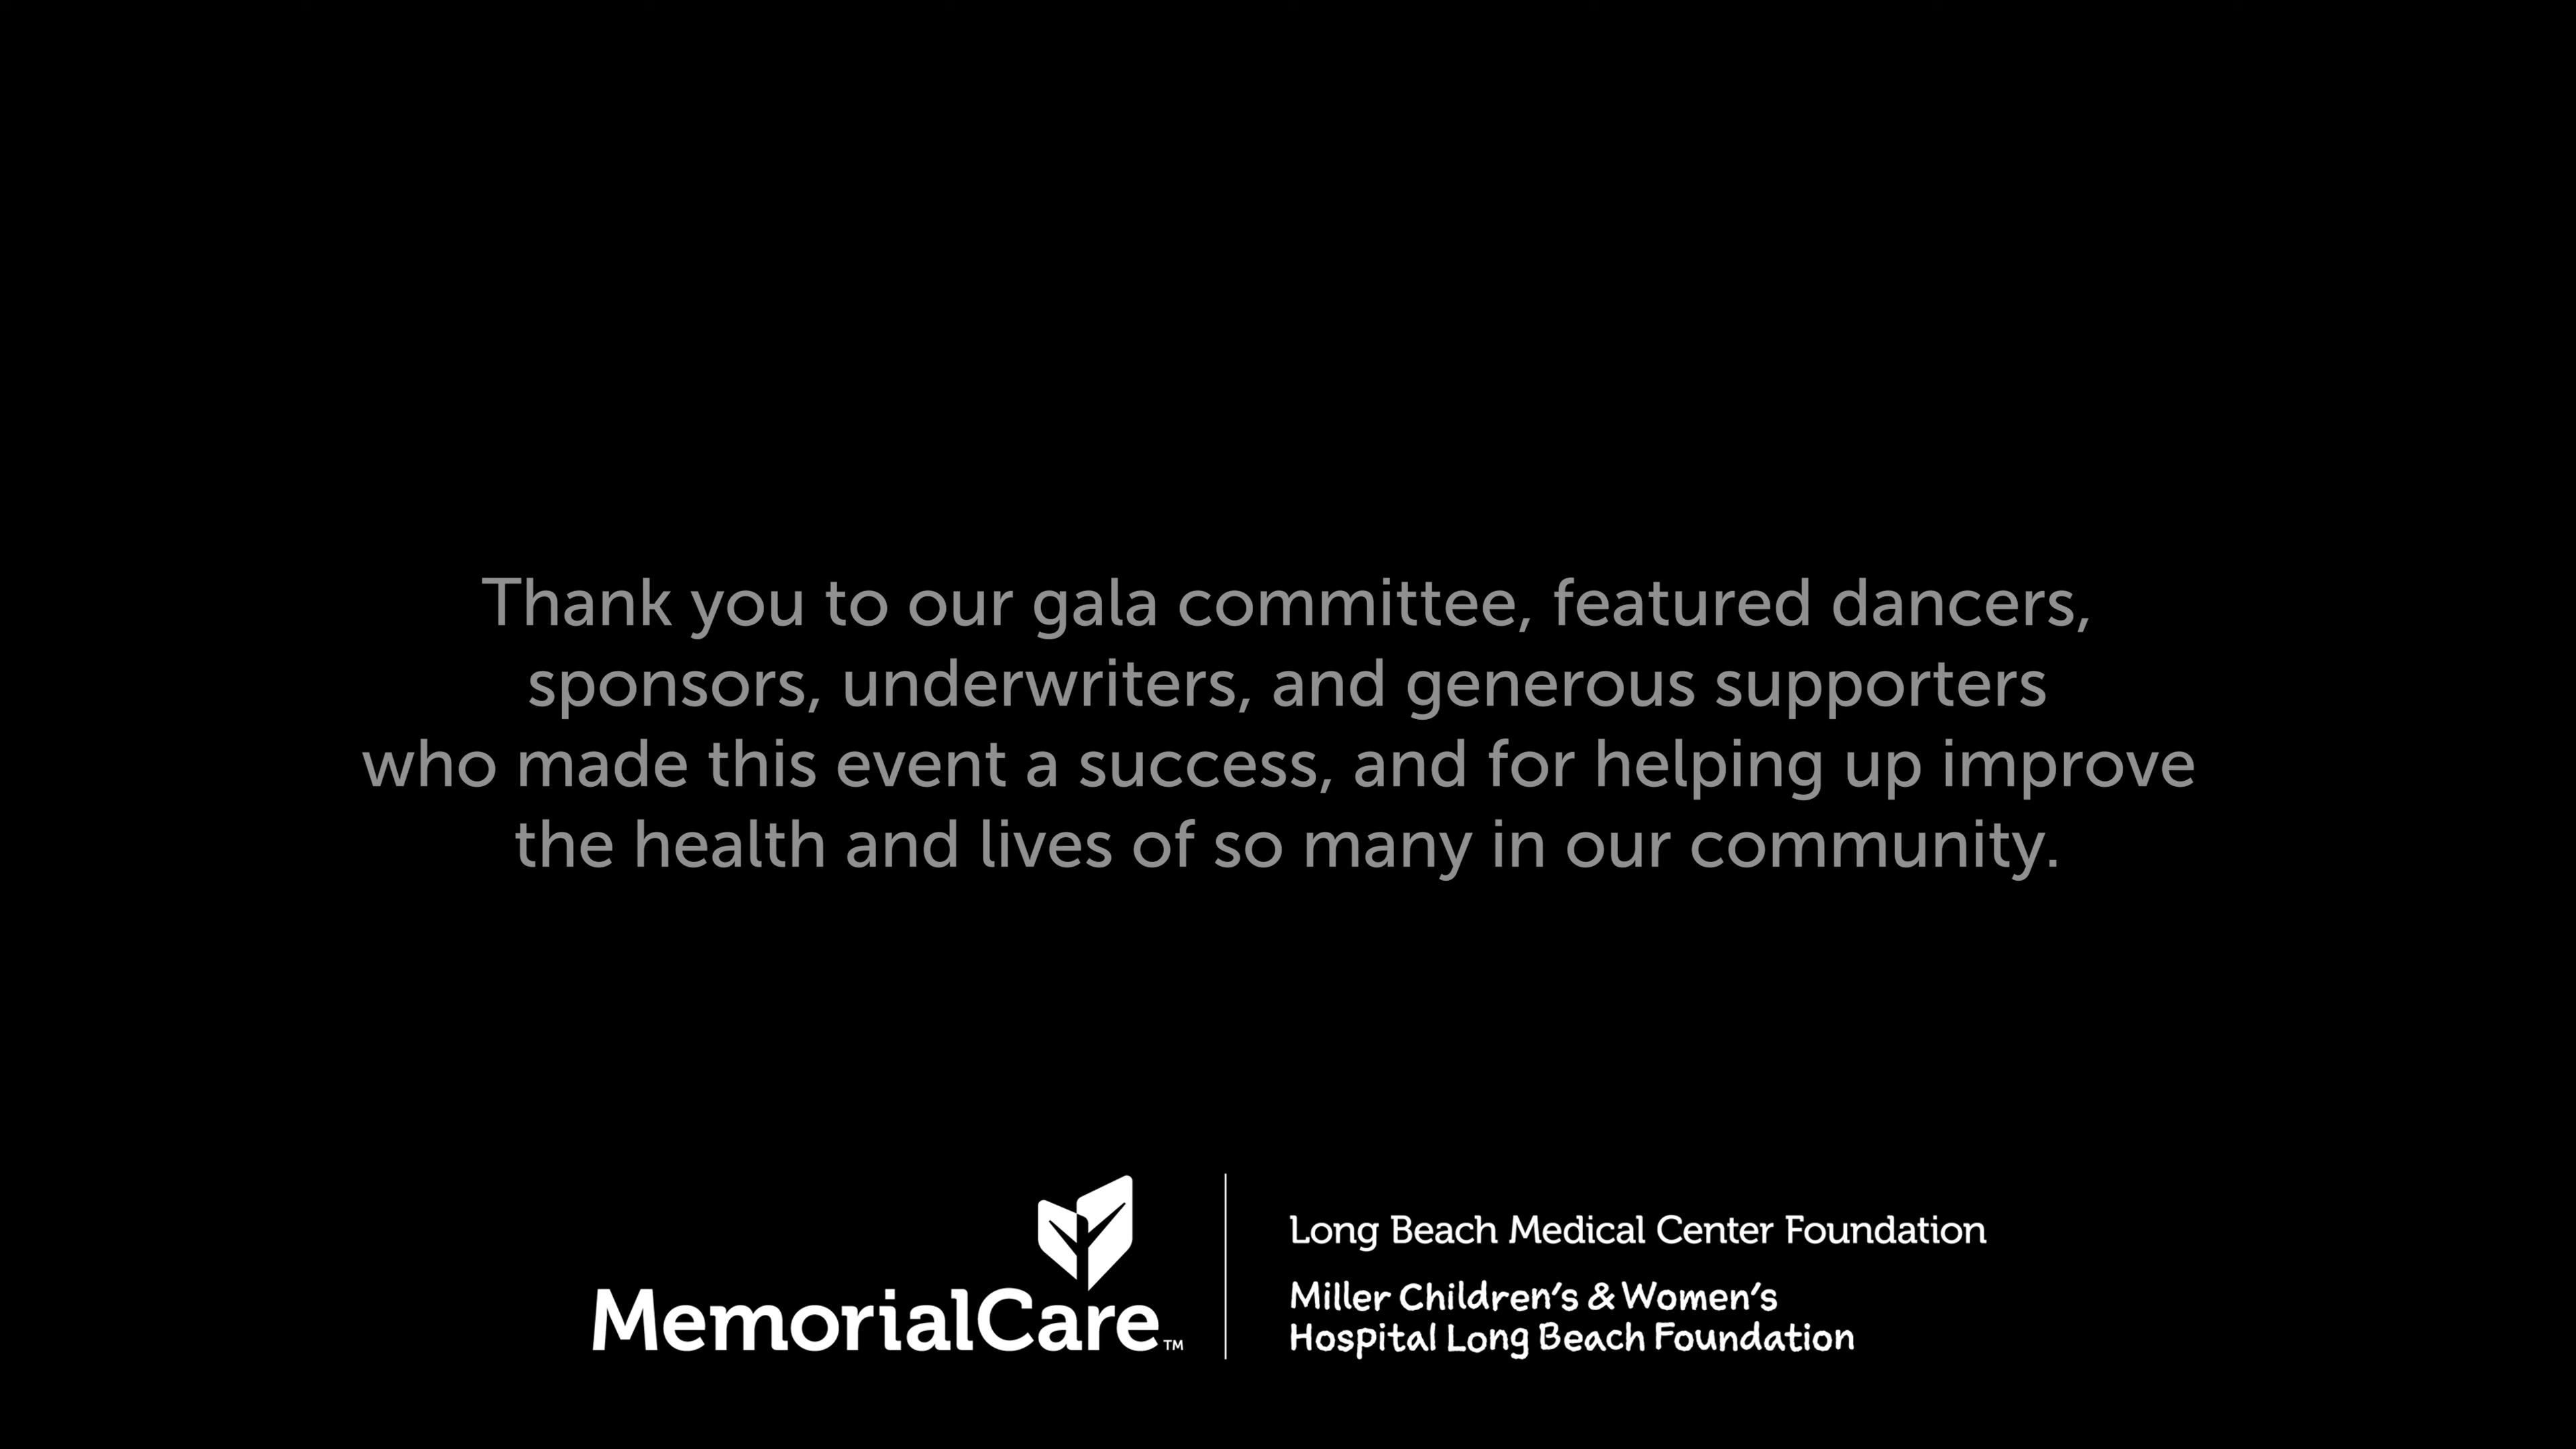 Thank you to our gala committee, featured dancers,
sponsors, underwriters, and generous supporters
who made this event a success, and for helping up improve
the health and lives of so many in our community.
MemorialCare™
Long Beach Medical Center Foundation
Miller Children's & Women's
Hospital Long Beach Foundation